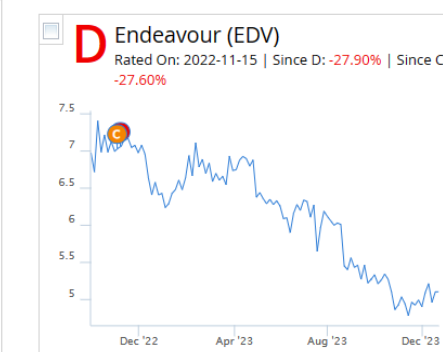 D
Endeavour (EDV)
Rated On: 2022-11-15 | Since D: -27.90% | Since C
-27.60%
7.5
C
7
6.5
6
5.5
5
Dec '22
Apr '23
Aug '23
Dec '23